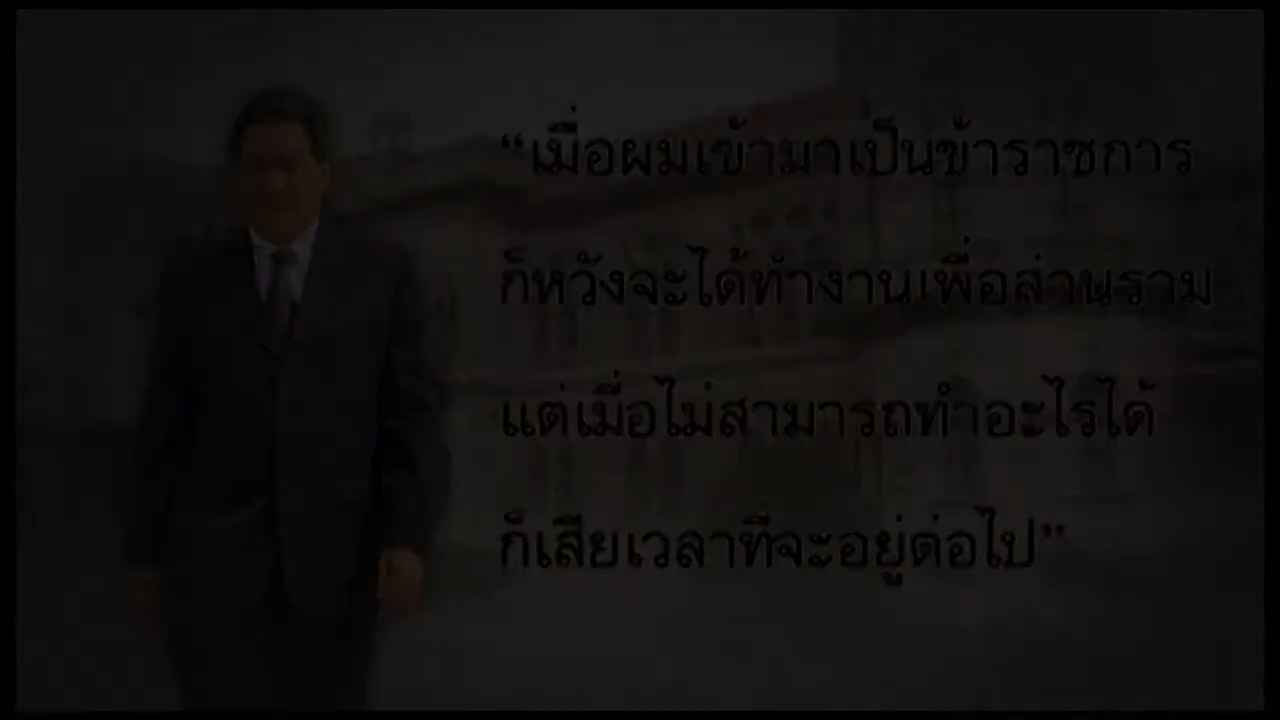 “เมื่อผมเข้ามาเป็นข้าราชการ
ก็หวังจะได้ทำงานเพื่อส่วนรวม
แต่เมื่อไม่สามารถทำอะไรได้
ก็เสียเวลาที่จะอยู่ต่อไป”